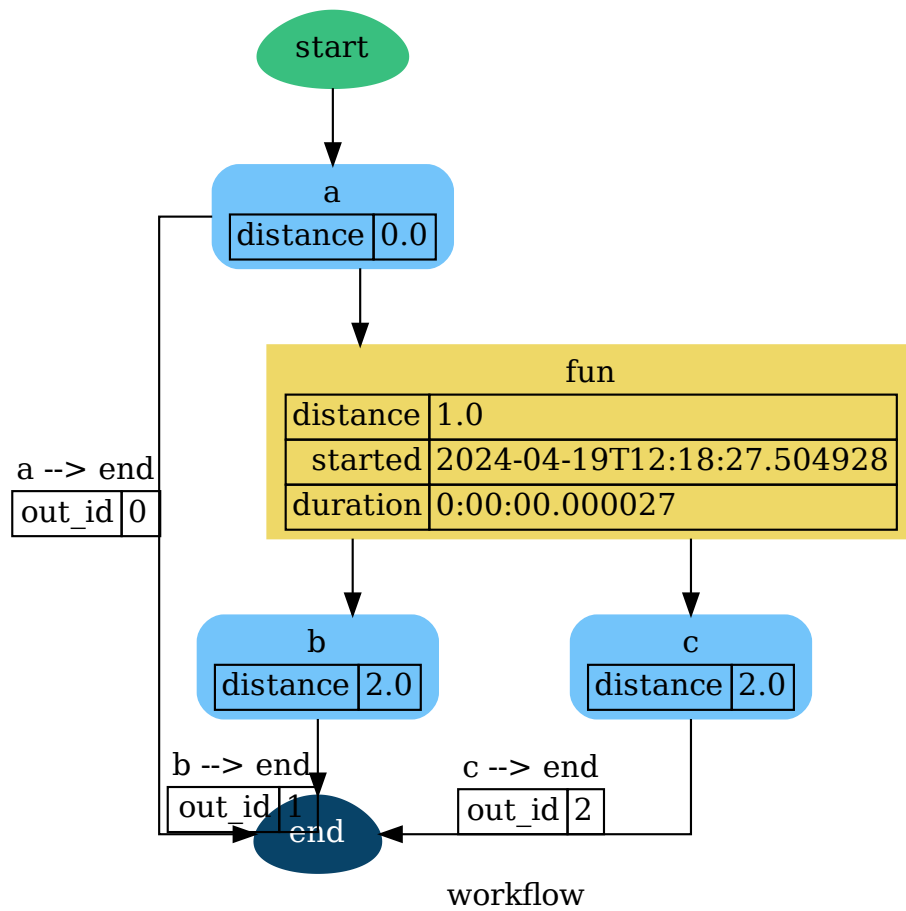 start
a
distance 0.0
fun
distance 1.0
started 2024-04-19T12:18:27.504928
duration 0:00:00.000027
a --> end
out_id 0
b
distance 2.0
c
distance 2.0
b --> end
out_id 1
c --> end
out_id 2
end
workflow